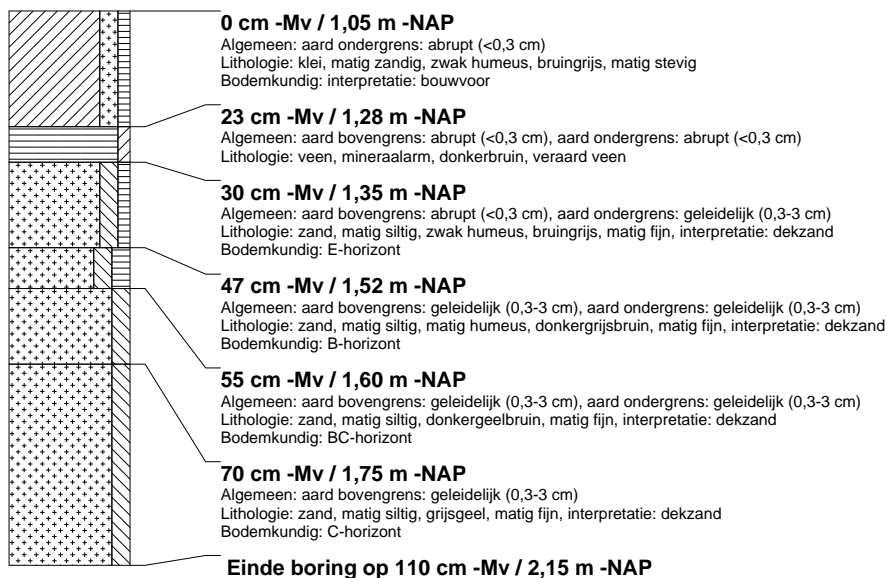 0 cm -Mv / 1,05 m -NAP
Algemeen: aard ondergrens: abrupt (<0,3 cm)
Lithologie: klei, matig zandig, zwak humeus, bruingrijs, matig stevig
Bodemkundig: interpretatie: bouwvoor
23 cm -Mv / 1,28 m -NAP
Algemeen: aard bovengrens: abrupt (<0,3 cm), aard ondergrens: abrupt (<0,3 cm)
Lithologie: veen, mineraalarm, donkerbruin, veraard veen
30 cm -Mv / 1,35 m -NAP
Algemeen: aard bovengrens: abrupt (<0,3 cm), aard ondergrens: geleidelijk (0,3-3 cm)
Lithologie: zand, matig siltig, zwak humeus, bruingrijs, matig fijn, interpretatie: dekzand
Bodemkundig: E-horizont
47 cm -Mv / 1,52 m -NAP
Algemeen: aard bovengrens: geleidelijk (0,3-3 cm), aard ondergrens: geleidelijk (0,3-3 cm)
Lithologie: zand, matig siltig, matig humeus, donkergrijsbruin, matig fijn, interpretatie: dekzand
Bodemkundig: B-horizont
55 cm -Mv / 1,60 m -NAP
Algemeen: aard bovengrens: geleidelijk (0,3-3 cm), aard ondergrens: geleidelijk (0,3-3 cm)
Lithologie: zand, matig siltig, donkergeelbruin, matig fijn, interpretatie: dekzand
Bodemkundig: BC-horizont
70 cm -Mv / 1,75 m -NAP
Algemeen: aard bovengrens: geleidelijk (0,3-3 cm)
Lithologie: zand, matig siltig, grijsgeel, matig fijn, interpretatie: dekzand
Bodemkundig: C-horizont
Einde boring op 110 cm -Mv / 2,15 m -NAP